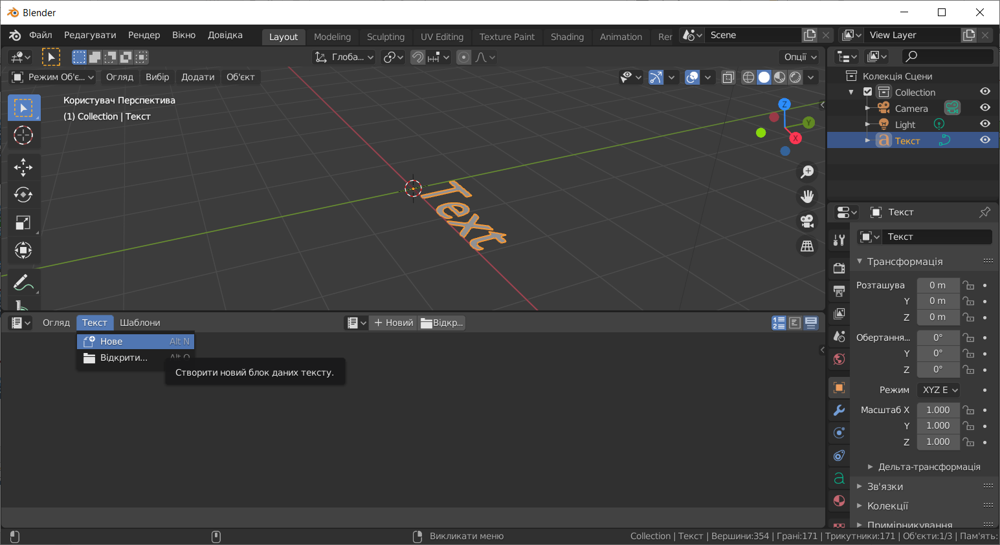 Blender
Файл Редагувати Рендер Вікно Довідка Layout Modeling Sculpting UV Editing Texture Paint Shading Animation Scene View Layer
Глоба... Опції
Режим Об'є... Огляд Вибір Додати Об'єкт
Користувач Перспектива
(1) Collection | Текст
Z
Y
X
Text
Колекція Сцени
Collection
Camera
Light
Текст
Текст
Текст
Трансформація
Розташува 0 m
Y 0 m
Z 0 m
Обертання... 0°
Y 0°
Z 0°
Режим XYZ E
Масштаб X 1.000
Y 1.000
Z 1.000
Дельта-трансформація
Зв'язки
Колекції
Примірникування
Огляд Текст Шаблони + Новий Відкр...
Нове Alt N
Відкрити... Alt O
Створити новий блок даних тексту.
Викликати меню Collection | Текст | Вершини:354 | Грані:171 | Трикутники:171 | Об'єкти:1/3 | Пам'ять: